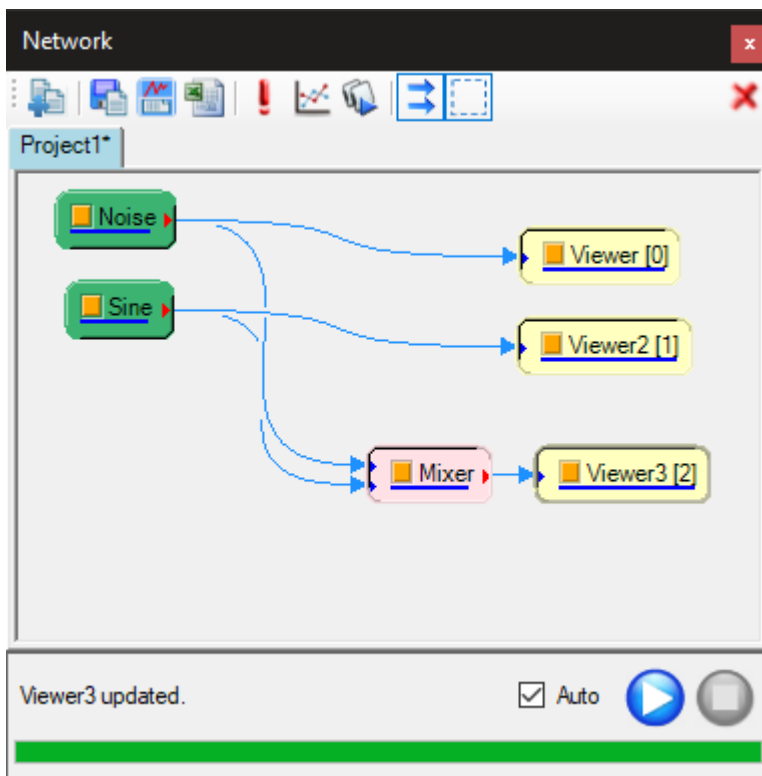 Network
x
Project1*
Noise
Viewer [0]
Sine
Viewer2 [1]
Mixer
Viewer3 [2]
Viewer3 updated.
Auto